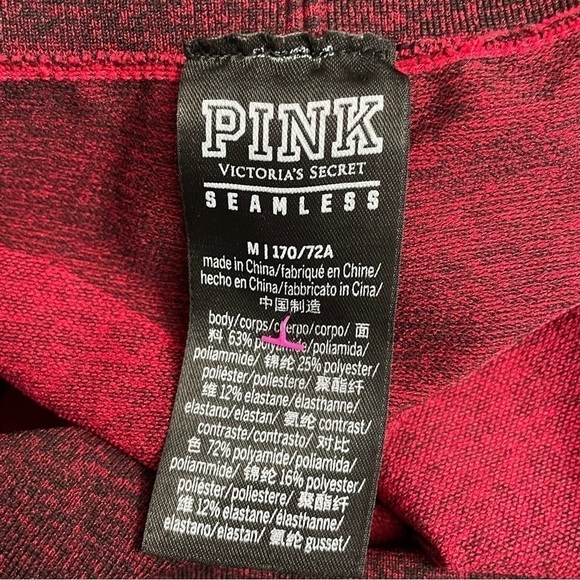 PINK
VICTORIA'S SECRET
SEAMLESS
M | 170/72A
made in China/fabriqué en Chine/
hecho en China/fabbricato in Cina/
中国制造
body/corps/cuerpo/corpo/ 面
料 63% polyamide/poliamida/
poliammide/ 锦纶 25% polyester/
poliéster/poliestere/ 聚酯纤
维 12% elastane/élasthanne/
elastano/elastan/ 氨纶 contrast/
contraste/contrasto/ 对比
色 72% polyamide/poliamida/
poliammide/ 锦纶 16% polyester/
poliéster/poliestere/ 聚酯纤
维 12% elastane/élasthanne/
elastano/elastan/ 氨纶 gusset/